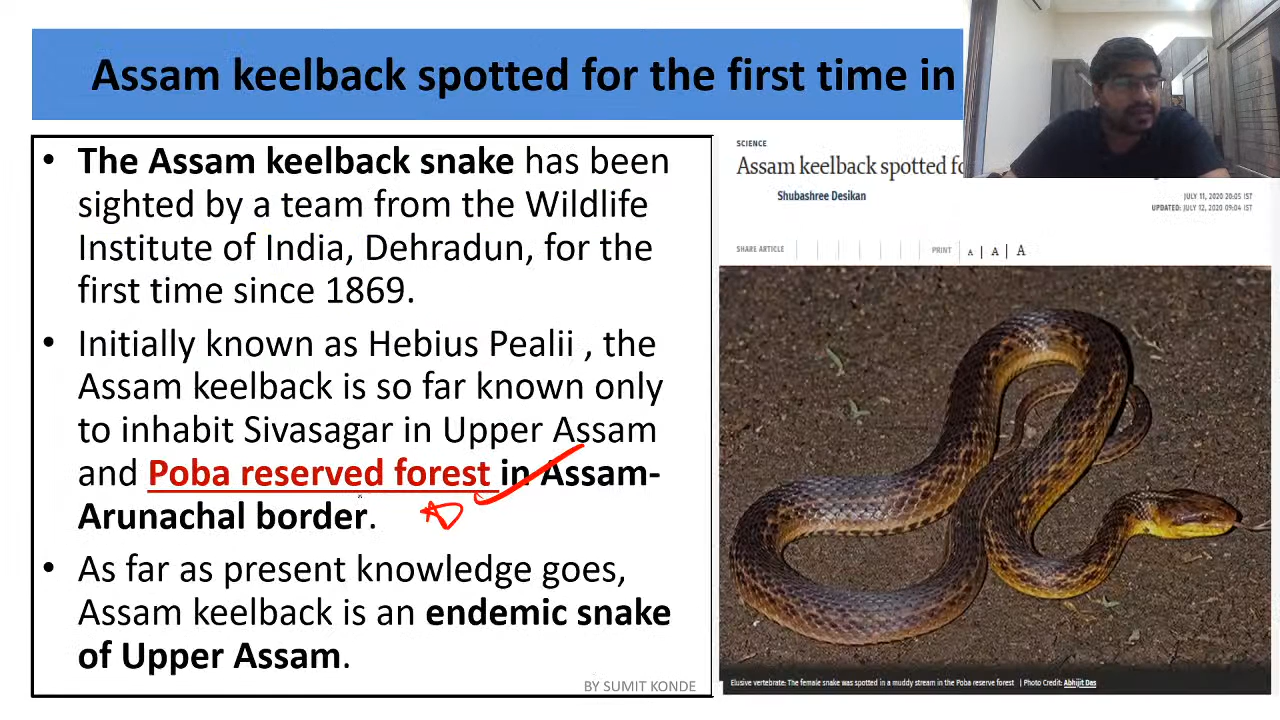 Assam keelback spotted for the first time in
• The Assam keelback snake has been
sighted by a team from the Wildlife
Institute of India, Dehradun, for the
first time since 1869.
• Initially known as Hebius Pealii , the
Assam keelback is so far known only
to inhabit Sivasagar in Upper Assam
and Poba reserved forest in Assam-
Arunachal border.
• As far as present knowledge goes,
Assam keelback is an endemic snake
of Upper Assam.
BY SUMIT KONDE
SCIENCE
Assam keelback spotted
Shubashree Desikan
JULY 11, 2020 20:05 IST
UPDATED: JULY 12, 2020 09:04 IST
SHARE ARTICLE PRINT A | A | A
Elusive vertebrate: The female snake was spotted in a muddy stream in the Poba reserve forest | Photo Credit: Abhijit Das